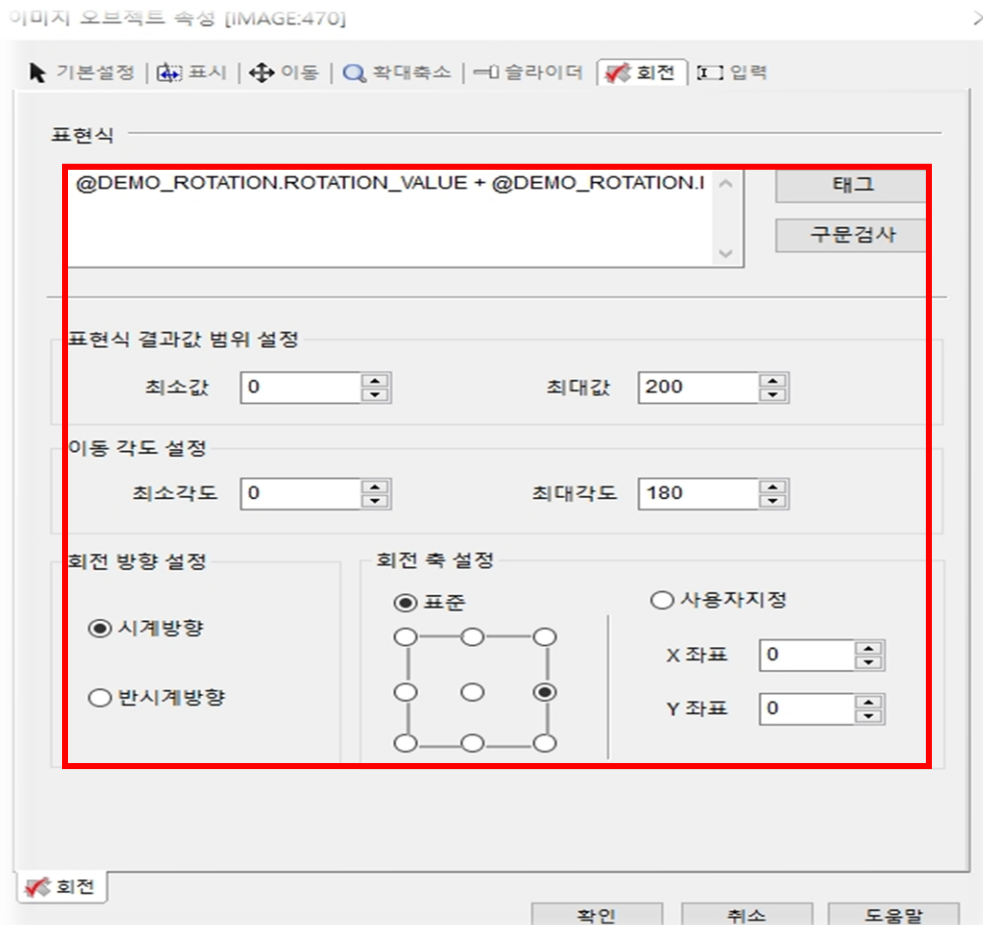 이미지 오브젝트 속성 [IMAGE:470]
기본설정 표시 이동 확대축소 슬라이더 회전 입력
표현식
@DEMO_ROTATION.ROTATION_VALUE + @DEMO_ROTATION.I
태그
구문검사
표현식 결과값 범위 설정
최소값 0 최대값 200
이동 각도 설정
최소각도 0 최대각도 180
회전 방향 설정
시계방향
반시계방향
회전 축 설정
표준
사용자지정
X 좌표 0
Y 좌표 0
회전
확인 취소 도움말